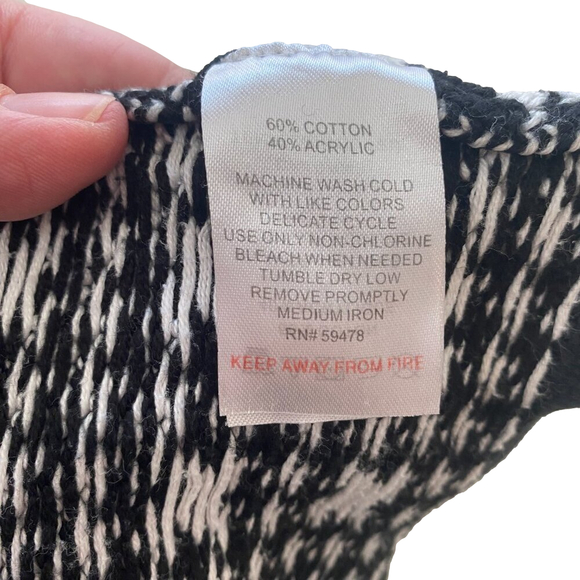 60% COTTON
40% ACRYLIC
MACHINE WASH COLD
WITH LIKE COLORS
DELICATE CYCLE
USE ONLY NON-CHLORINE
BLEACH WHEN NEEDED
TUMBLE DRY LOW
REMOVE PROMPTLY
MEDIUM IRON
RN# 59478
KEEP AWAY FROM FIRE